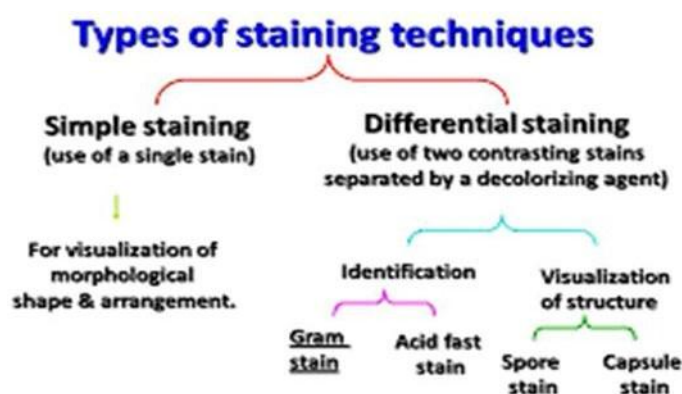 Types of staining techniques
Simple staining
(use of a single stain)
For visualization of
morphological
shape & arrangement.
Differential staining
(use of two contrasting stains
separated by a decolorizing agent)
Identification
Gram
stain
Acid fast
stain
Visualization
of structure
Spore
stain
Capsule
stain